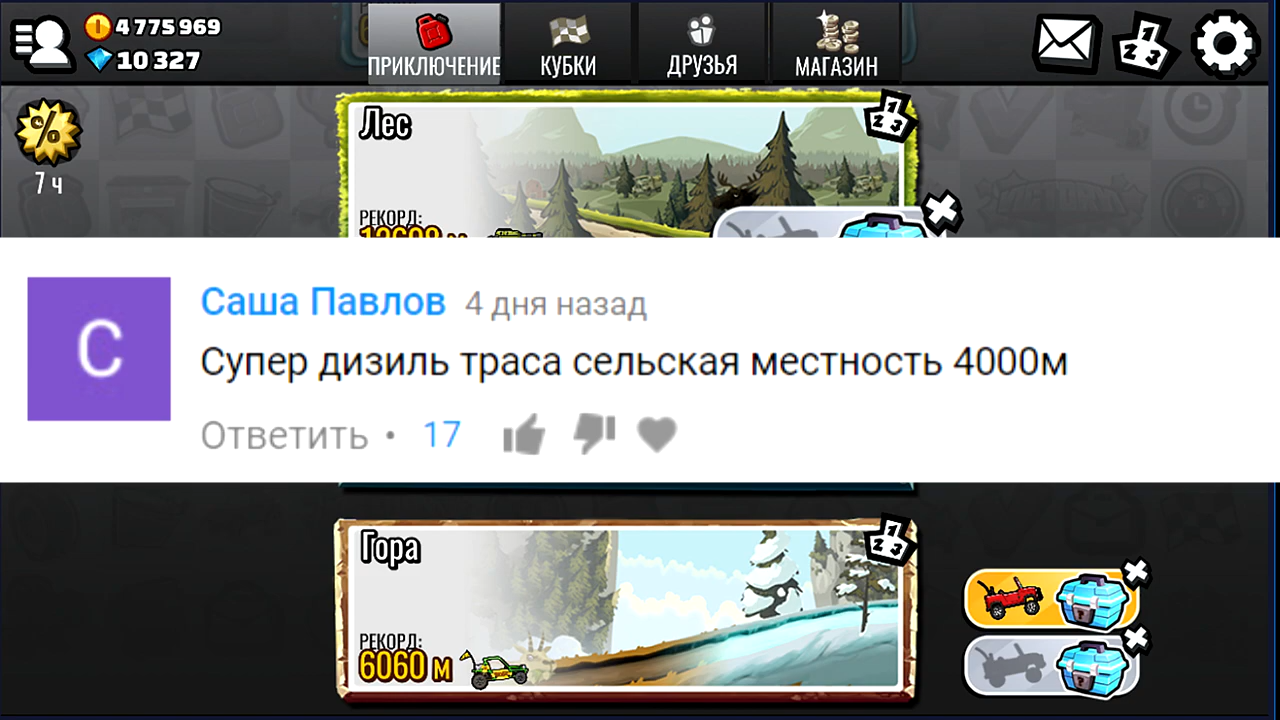 4 775 969
10 327
ПРИКЛЮЧЕНИЕ
КУБКИ
ДРУЗЬЯ
МАГАЗИН
7 ч
Лес
РЕКОРД:
Саша Павлов 4 дня назад
Супер дизиль траса сельская местность 4000м
Ответить • 17
Гора
РЕКОРД:
6060 м